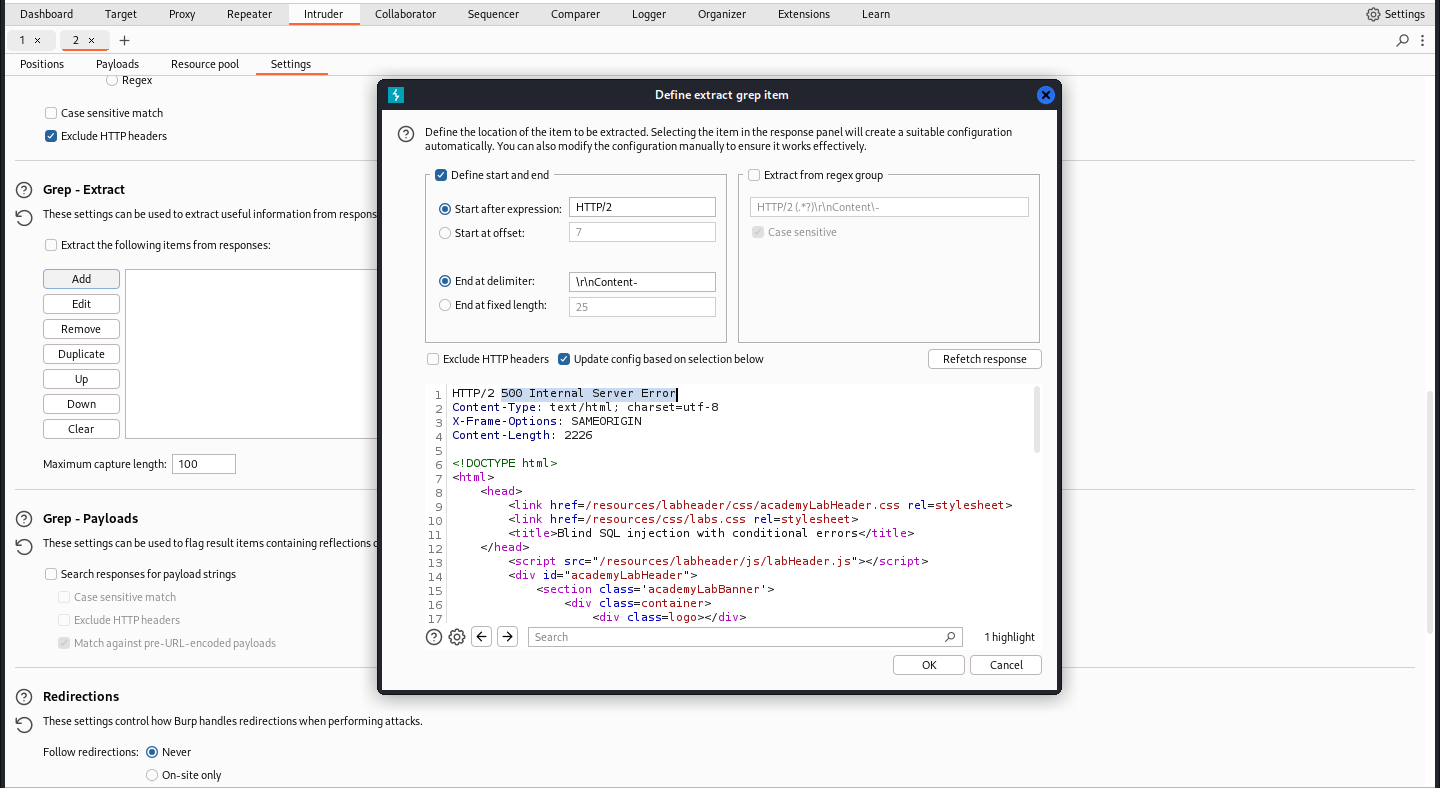 Dashboard Target Proxy Repeater Intruder Collaborator Sequencer Comparer Logger Organizer Extensions Learn Settings
1 × 2 × +
Positions Payloads Resource pool Settings
Regex
Case sensitive match
Exclude HTTP headers
Grep - Extract
These settings can be used to extract useful information from respon
Extract the following items from responses:
Add
Edit
Remove
Duplicate
Up
Down
Clear
Maximum capture length: 100
Grep - Payloads
These settings can be used to flag result items containing reflections
Search responses for payload strings
Case sensitive match
Exclude HTTP headers
Match against pre-URL-encoded payloads
Redirections
These settings control how Burp handles redirections when performing attacks.
Follow redirections: Never
On-site only
Define extract grep item
Define the location of the item to be extracted. Selecting the item in the response panel will create a suitable configuration
automatically. You can also modify the configuration manually to ensure it works effectively.
Define start and end
Start after expression: HTTP/2
Start at offset: 7
End at delimiter: \r\nContent-
End at fixed length: 25
Extract from regex group
HTTP/2 (.*?)\r\nContent\-
Case sensitive
Exclude HTTP headers Update config based on selection below Refetch response
1 HTTP/2 500 Internal Server Error
2 Content-Type: text/html; charset=utf-8
3 X-Frame-Options: SAMEORIGIN
4 Content-Length: 2226
5
6 <!DOCTYPE html>
7 <html>
8 <head>
9 <link href=/resources/labheader/css/academyLabHeader.css rel=stylesheet>
10 <link href=/resources/css/labs.css rel=stylesheet>
11 <title>Blind SQL injection with conditional errors</title>
12 </head>
13 <script src="/resources/labheader/js/labHeader.js"></script>
14 <div id="academyLabHeader">
15 <section class='academyLabBanner'>
16 <div class=container>
17 <div class=logo></div>
Search 1 highlight
OK Cancel